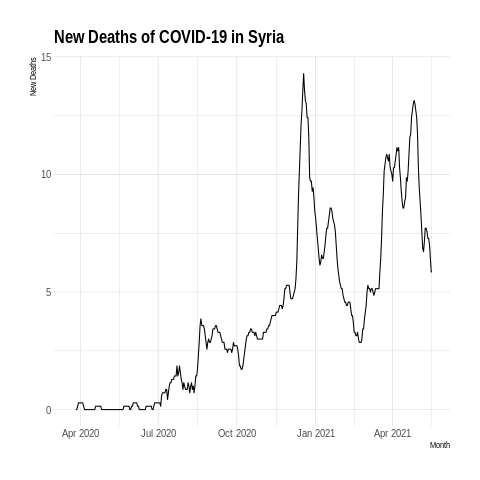 New Deaths of COVID-19 in Syria
New Deaths
15
10
5
0
Apr 2020 Jul 2020 Oct 2020 Jan 2021 Apr 2021
Month